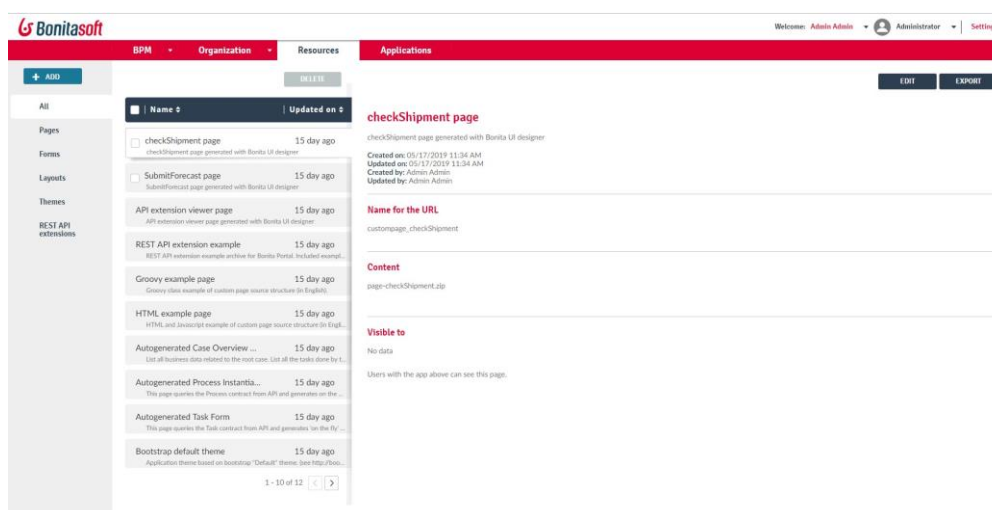 Bonitasoft
Welcome: Admin Admin
Administrator
Setting
BPM
Organization
Resources
Applications
+ ADD
DELETE
EDIT
EXPORT
All
Pages
Forms
Layouts
Themes
REST API
extensions
Name
Updated on
checkShipment page 15 day ago
checkShipment page generated with Bonita UI designer
SubmitForecast page 15 day ago
SubmitForecast page generated with Bonita UI designer
API extension viewer page 15 day ago
API extension viewer page generated with Bonita UI designer
REST API extension example 15 day ago
REST API extension example archive for Bonita Portal. Included exampl...
Groovy example page 15 day ago
Groovy class example of custom page source structure (in English)
HTML example page 15 day ago
HTML and Javascript example of custom page source structure (in Engli...
Autogenerated Case Overview ... 15 day ago
List all business data related to the root case. List all the tasks done by t...
Autogenerated Process Instantia... 15 day ago
This page queries the Process contract from API and generates on the ...
Autogenerated Task Form 15 day ago
This page queries the Task contract from API and generates 'on the fly' ...
Bootstrap default theme 15 day ago
Application theme based on bootstrap "Default" theme. (see http://boo...
1 - 10 of 12
checkShipment page
checkShipment page generated with Bonita UI designer
Created on: 05/17/2019 11:34 AM
Updated on: 05/17/2019 11:34 AM
Created by: Admin Admin
Updated by: Admin Admin
Name for the URL
custompage_checkShipment
Content
page-checkShipment.zip
Visible to
No data
Users with the app above can see this page.